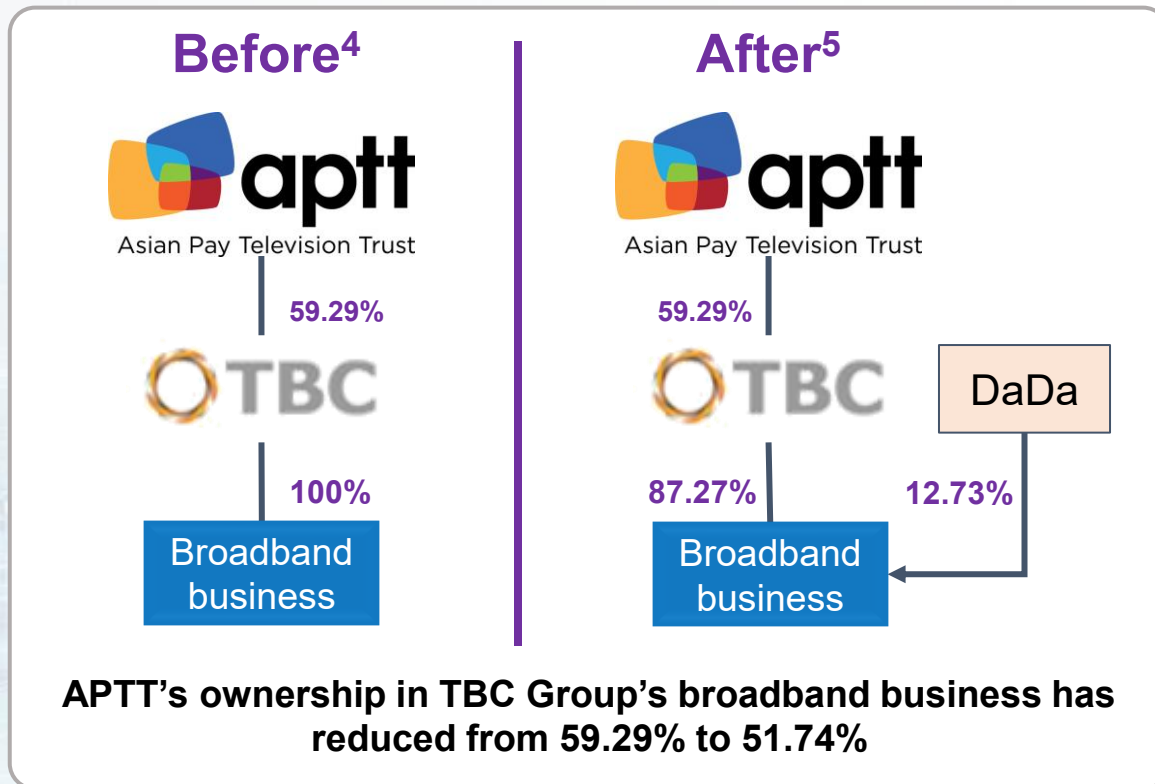 Before⁴
aptt
Asian Pay Television Trust
59.29%
TBC
100%
Broadband
business
After⁵
aptt
Asian Pay Television Trust
59.29%
TBC
DaDa
87.27%
12.73%
Broadband
business
APTT’s ownership in TBC Group’s broadband business has
reduced from 59.29% to 51.74%